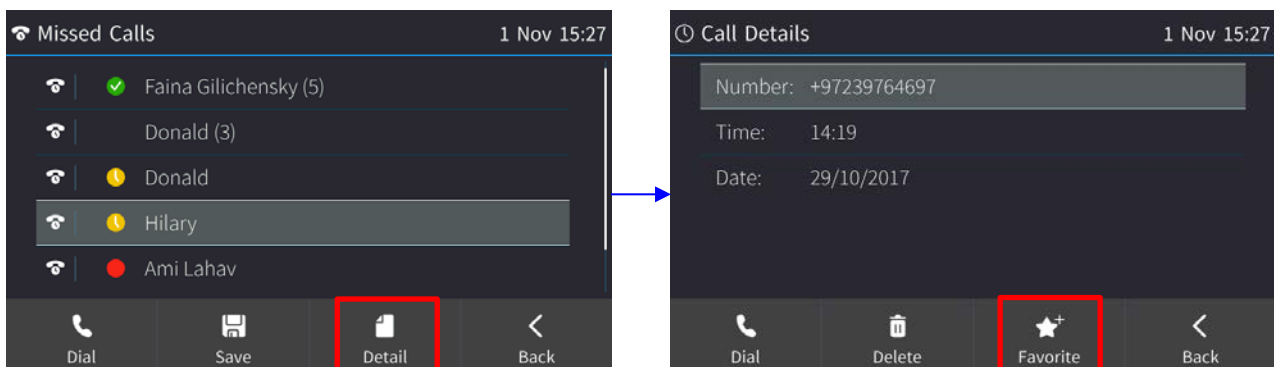 Missed Calls 1 Nov 15:27
Faina Gilichensky (5)
Donald (3)
Donald
Hilary
Ami Lahav
Dial Save Detail Back
Call Details 1 Nov 15:27
Number: +97239764697
Time: 14:19
Date: 29/10/2017
Dial Delete Favorite Back